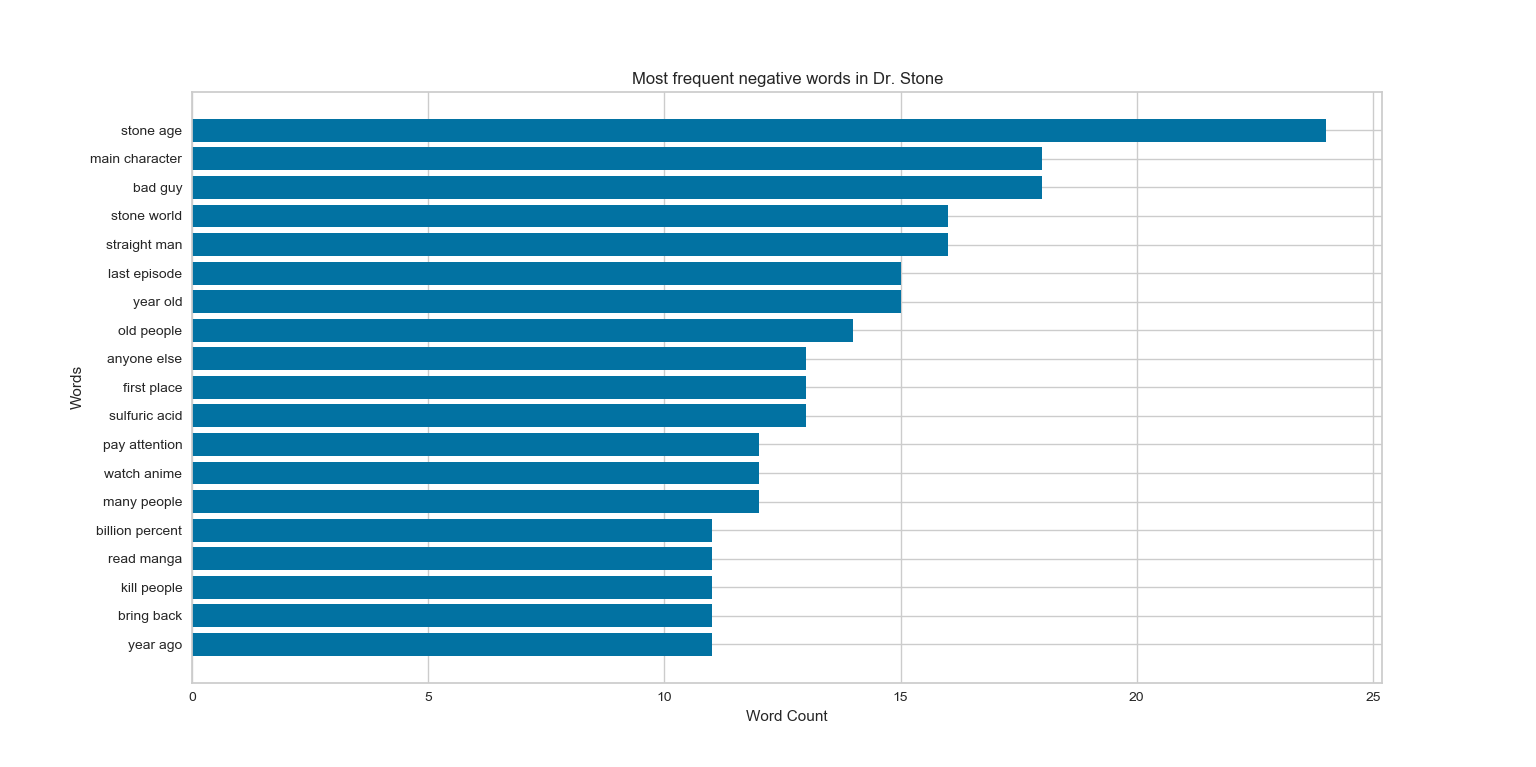 Most frequent negative words in Dr. Stone
Words
stone age
main character
bad guy
stone world
straight man
last episode
year old
old people
anyone else
first place
sulfuric acid
pay attention
watch anime
many people
billion percent
read manga
kill people
bring back
year ago
0 5 10 15 20 25
Word Count